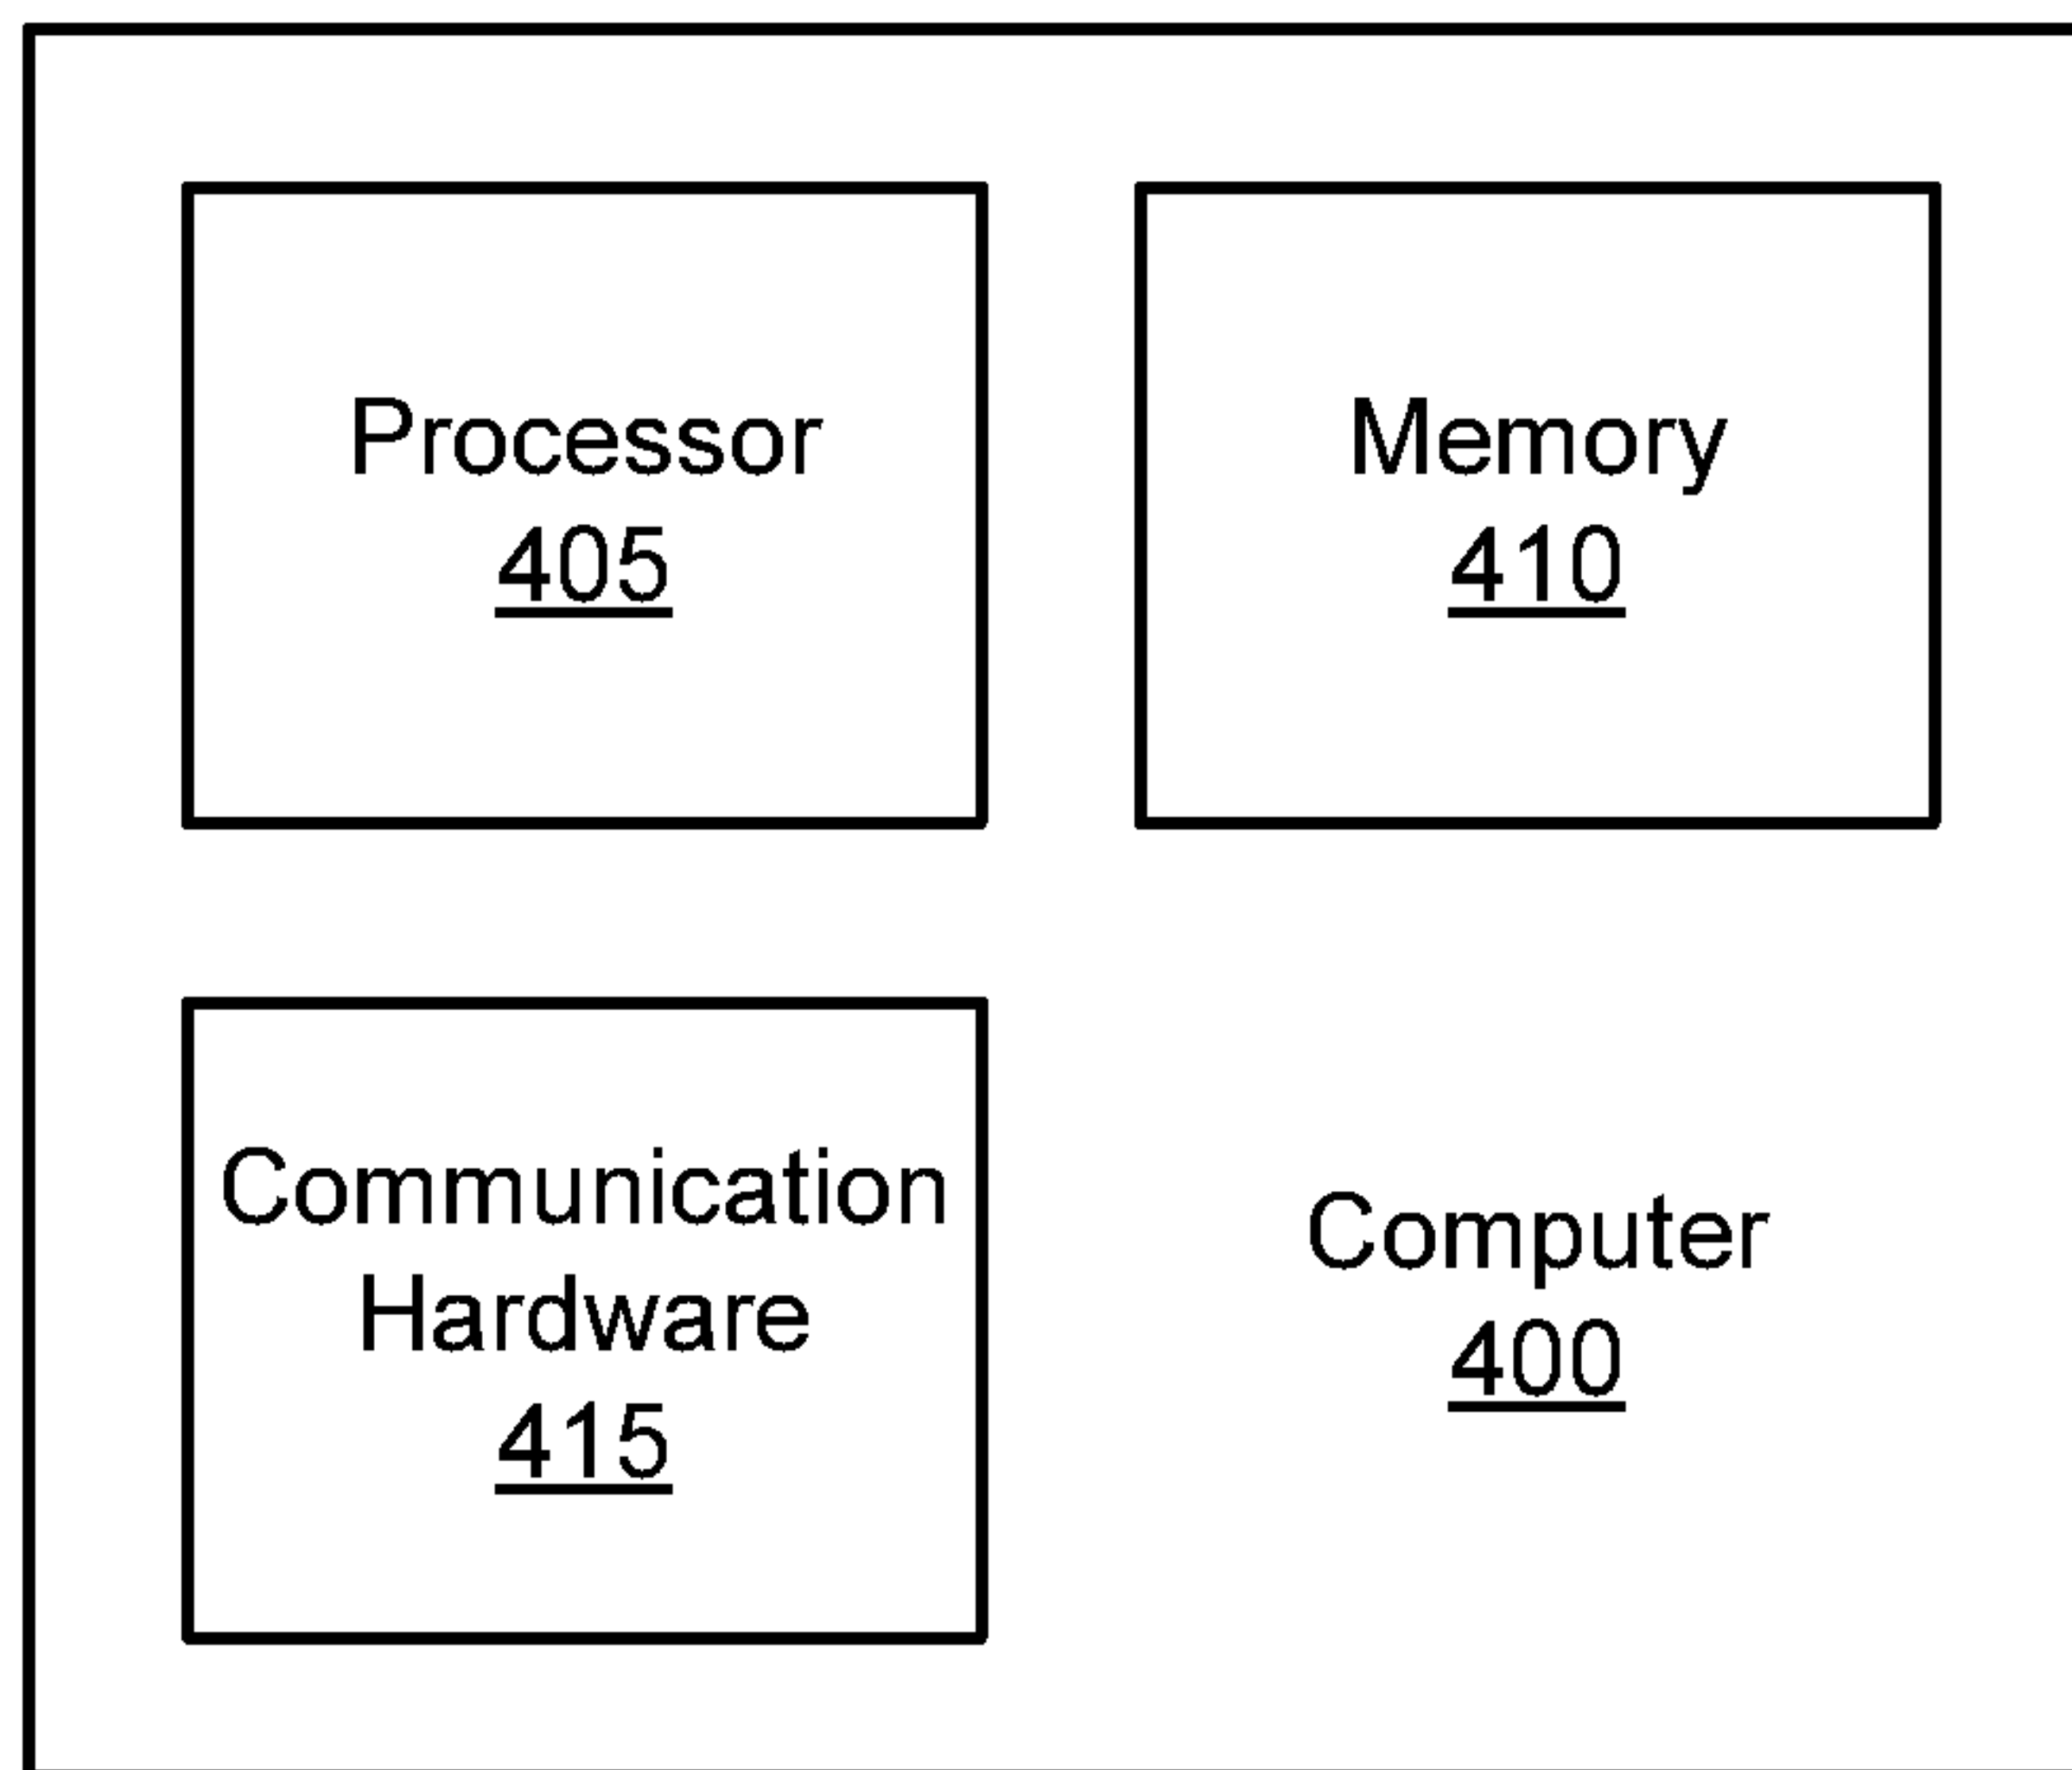 Processor
405
Memory
410
Communication
Hardware
415
Computer
400